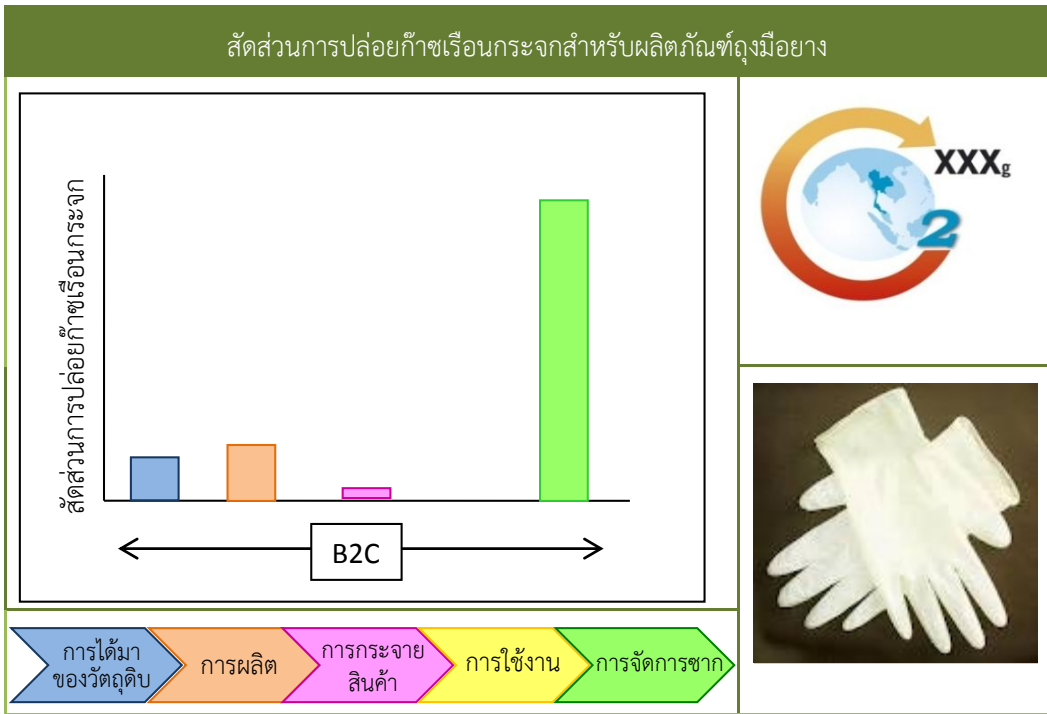 สัดส่วนการปล่อยก๊าซเรือนกระจกสำหรับผลิตภัณฑ์ถุงมือยาง
สัดส่วนการปล่อยก๊าซเรือนกระจก
B2C
XXXg
2
การได้มา
ของวัตถุดิบ
การผลิต
การกระจาย
สินค้า
การใช้งาน
การจัดการซาก